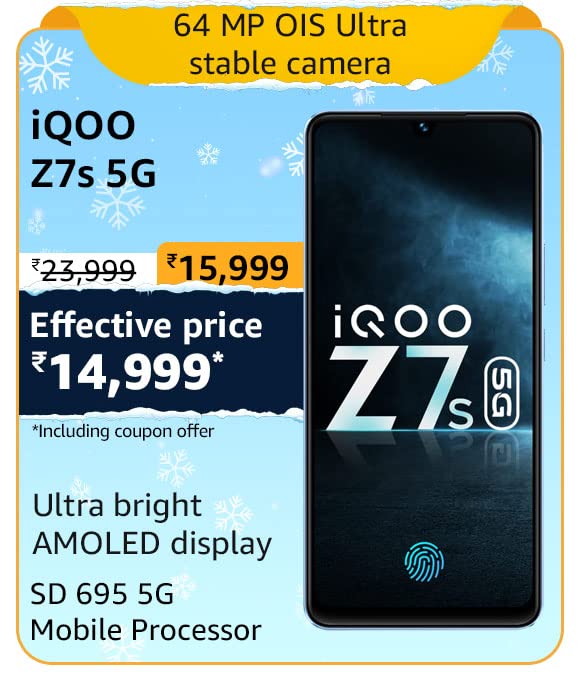 64 MP OIS Ultra
stable camera
iQOO
Z7s 5G
₹23,999 ₹15,999
Effective price
₹14,999*
*Including coupon offer
Ultra bright
AMOLED display
SD 695 5G
Mobile Processor
iQOO
Z7s 5G